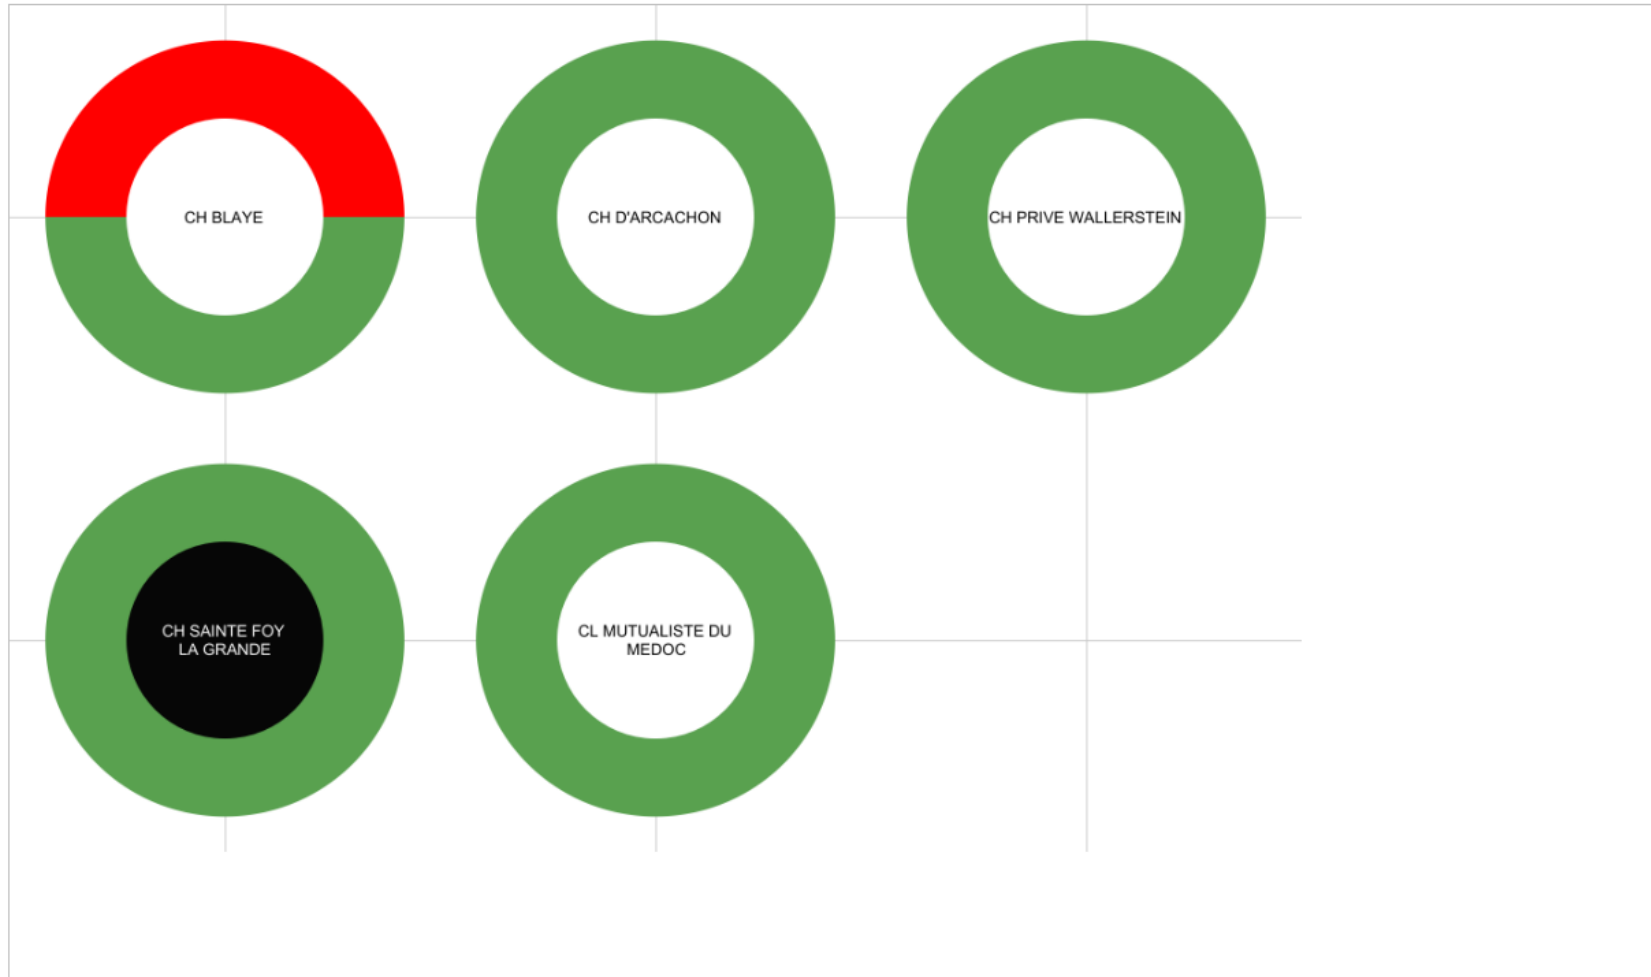 CH BLAYE
CH D'ARCACHON
CH PRIVE WALLERSTEIN
CH SAINTE FOY
LA GRANDE
CL MUTUALISTE DU
MEDOC